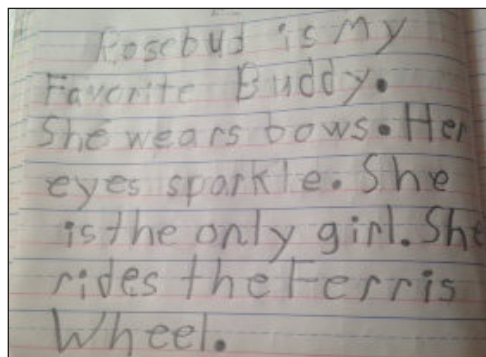 Rosebud is My
Favorite Buddy.
She wears bows. Her
eyes sparkle. She
is the only girl. She
rides the Ferris
Wheel.